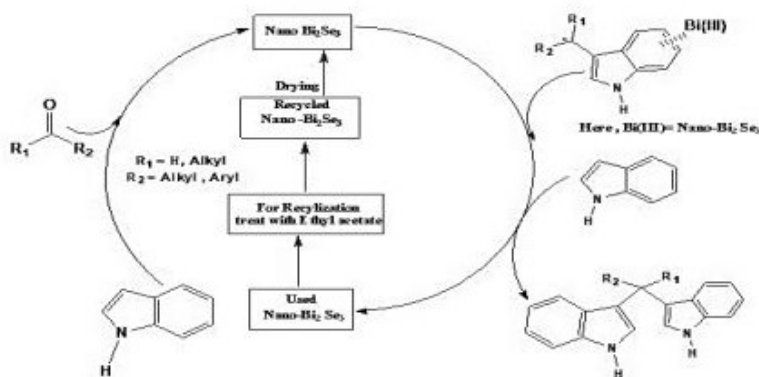 Nano Bi2Se3
Drying
Recycled
Nano-Bi2Se3
For Recylization
treat with Ethyl acetate
Used
Nano-Bi2 Se3
O
R1
R2
R1 = H, Alkyl
R2 = Alkyl , Aryl
N
H
R1
R2
Bi(III)
N
H
Here , Bi(III)= Nano-Bi2 Se3
N
H
R2
R1
N
H
N
H